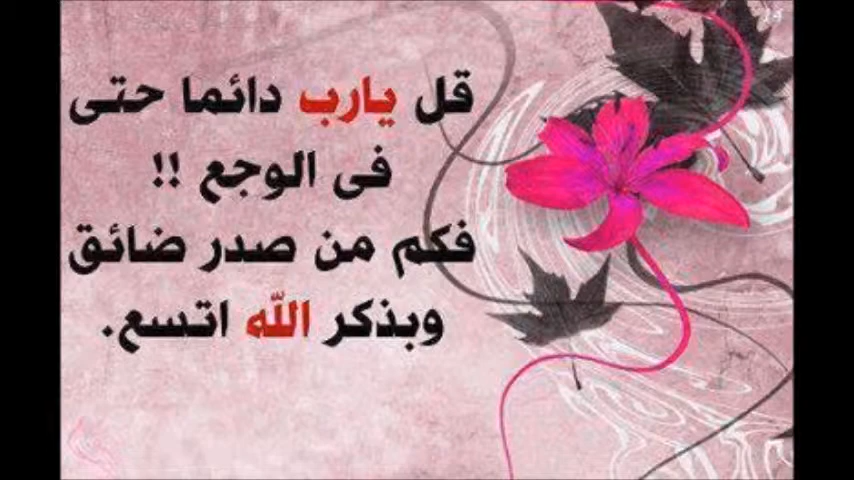 قل يارب دائما حتى
فى الوجع !!
فكم من صدر ضائق
وبذكر الله اتسع.